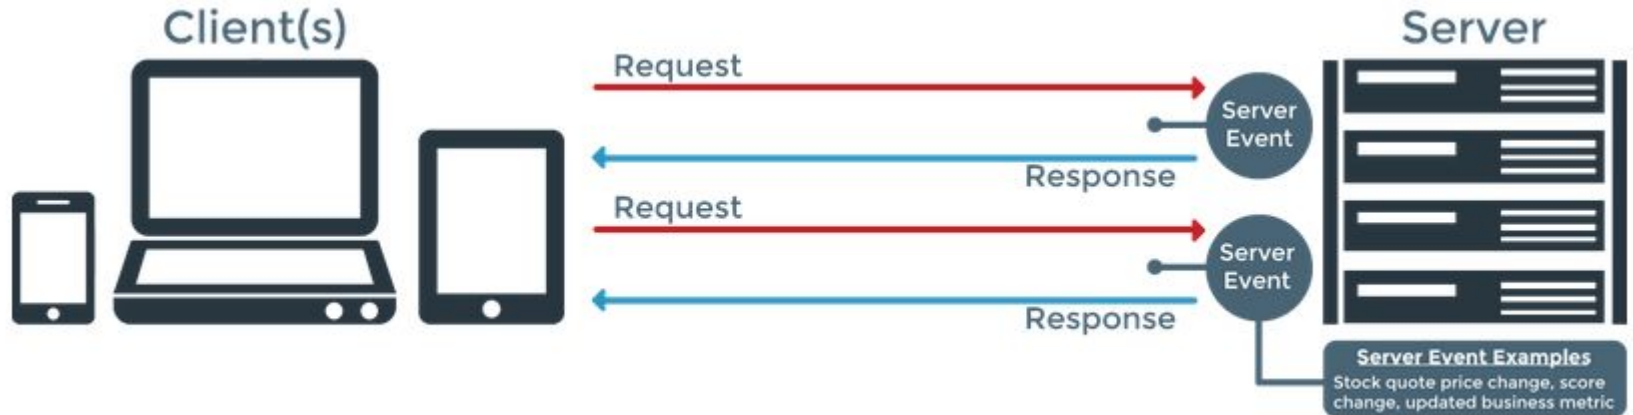 Client(s)
Server
Request
Server
Event
Response
Request
Server
Event
Response
Server Event Examples
Stock quote price change, score
change, updated business metric